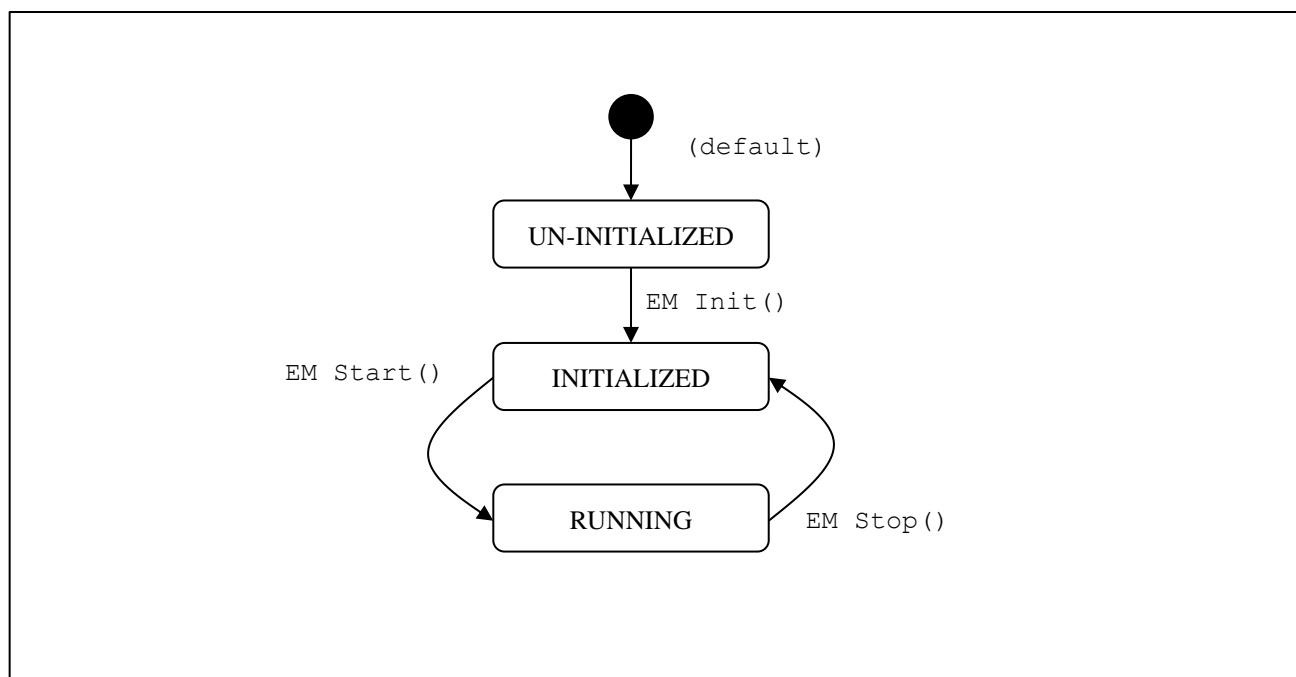 (default)
UN-INITIALIZED
EM Init()
EM Start()
INITIALIZED
RUNNING
EM Stop()